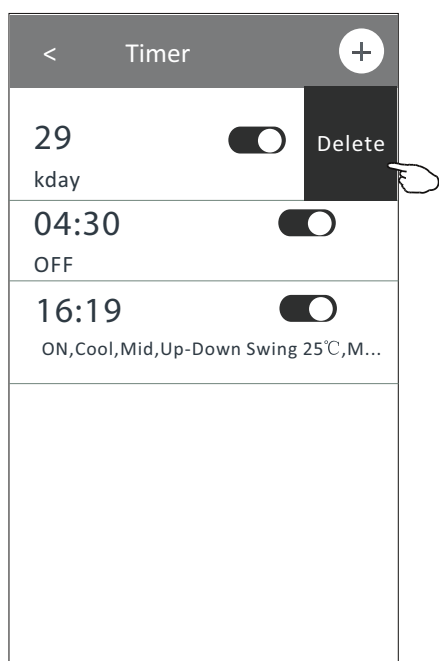 < Timer +
29 Delete
kday
04:30
OFF
16:19
ON,Cool,Mid,Up-Down Swing 25℃,M...